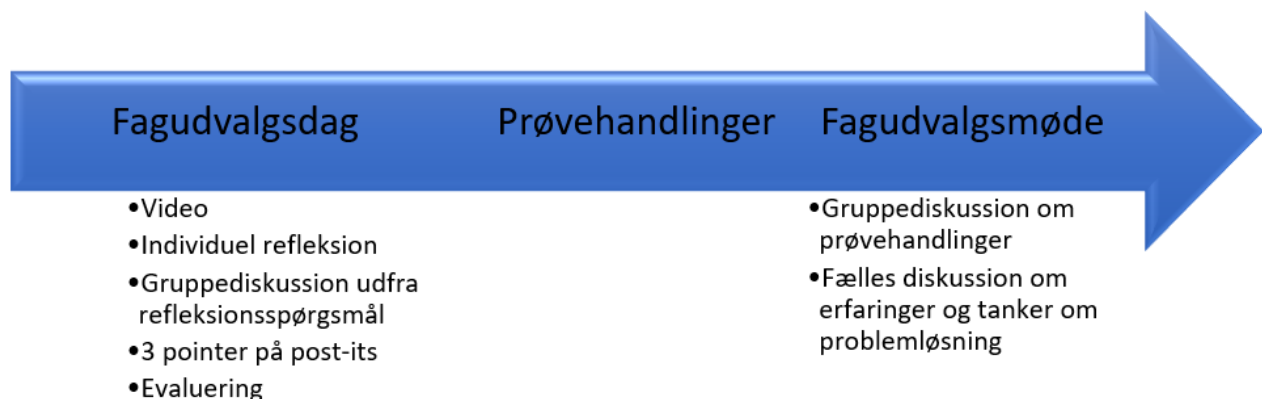 Fagudvalgsdag
Prøvehandlinger
Fagudvalgsmøde
•Video
•Individuel refleksion
•Gruppediskussion udfra
refleksionsspørgsmål
•3 pointer på post-its
•Evaluering
•Gruppediskussion om
prøvehandlinger
•Fælles diskussion om
erfaringer og tanker om
problemløsning